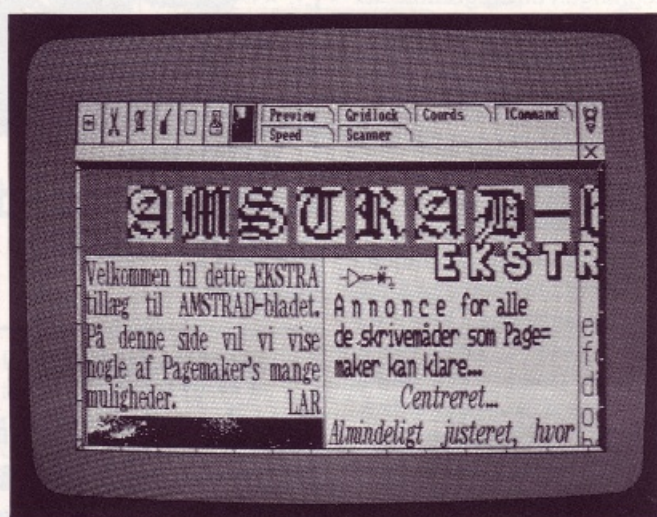 Preview Gridlock Coords ICommand
Speed Scanner
AMSTRAD-
EKSTR
Velkommen til dette EKSTRA
tillæg til AMSTRAD-bladet.
På denne side vil vi vise
nogle af Pagemaker's mange
muligheder. LAR
Annonce for alle
de skrivemåder som Page=
maker kan klare...
Centreret...
Almindeligt justeret, hvor